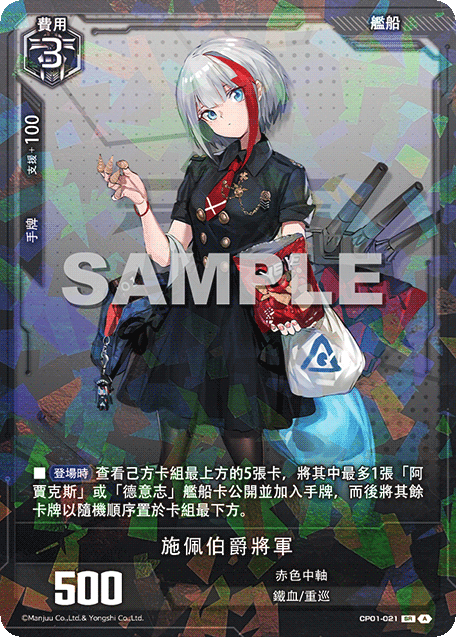 費用
3
艦船
支援+100
手牌
SAMPLE
■ 登場時 查看己方卡組最上方的5張卡，將其中最多1張「阿
賈克斯」或「德意志」艦船卡公開並加入手牌，而後將其餘
卡牌以隨機順序置於卡組最下方。
施佩伯爵將軍
500
赤色中軸
鐵血/重巡
©Manjuu Co.,Ltd.& Yongshi Co.,Ltd.
CP01-021 SR A